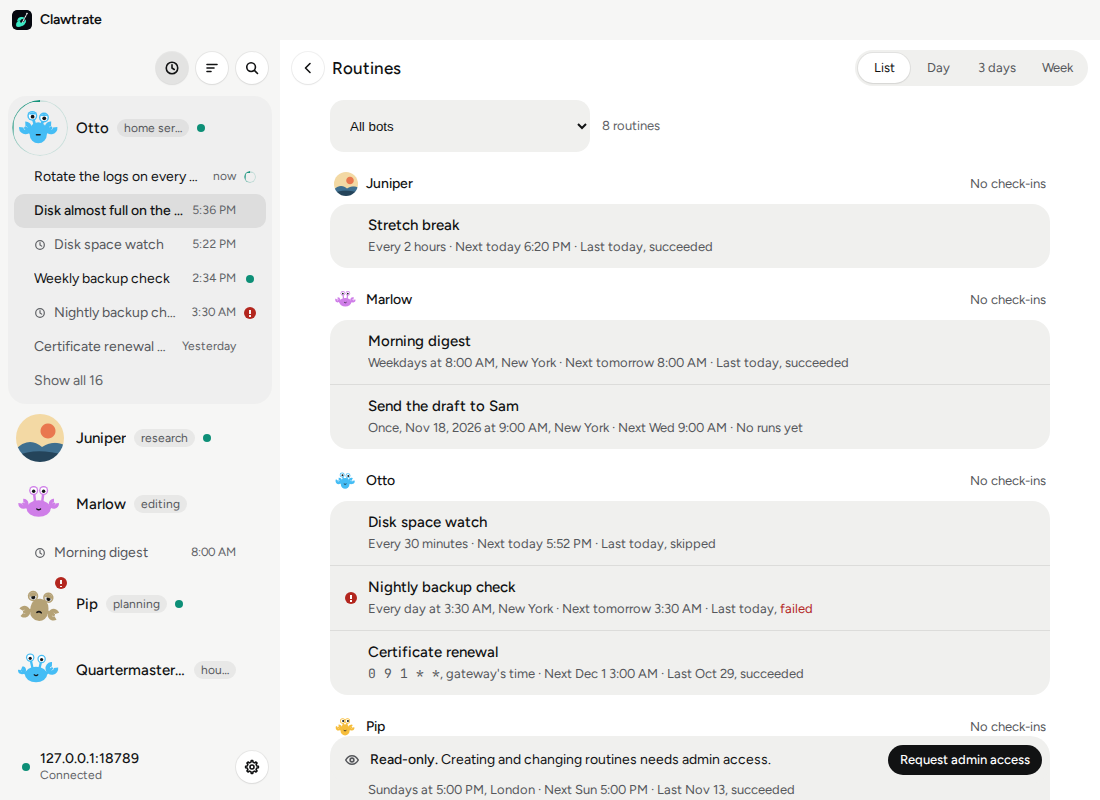 Clawtrate
Otto home ser...
Rotate the logs on every ... now
Disk almost full on the ... 5:36 PM
Disk space watch 5:22 PM
Weekly backup check 2:34 PM
Nightly backup ch... 3:30 AM
Certificate renewal ... Yesterday
Show all 16
Juniper research
Marlow editing
Morning digest 8:00 AM
Pip planning
Quartermaster... hou...
127.0.0.1:18789
Connected
Routines
List Day 3 days Week
All bots 8 routines
Juniper No check-ins
Stretch break
Every 2 hours · Next today 6:20 PM · Last today, succeeded
Marlow No check-ins
Morning digest
Weekdays at 8:00 AM, New York · Next tomorrow 8:00 AM · Last today, succeeded
Send the draft to Sam
Once, Nov 18, 2026 at 9:00 AM, New York · Next Wed 9:00 AM · No runs yet
Otto No check-ins
Disk space watch
Every 30 minutes · Next today 5:52 PM · Last today, skipped
Nightly backup check
Every day at 3:30 AM, New York · Next tomorrow 3:30 AM · Last today, failed
Certificate renewal
0 9 1 * *, gateway's time · Next Dec 1 3:00 AM · Last Oct 29, succeeded
Pip No check-ins
Read-only. Creating and changing routines needs admin access. Request admin access
Sundays at 5:00 PM, London · Next Sun 5:00 PM · Last Nov 13, succeeded